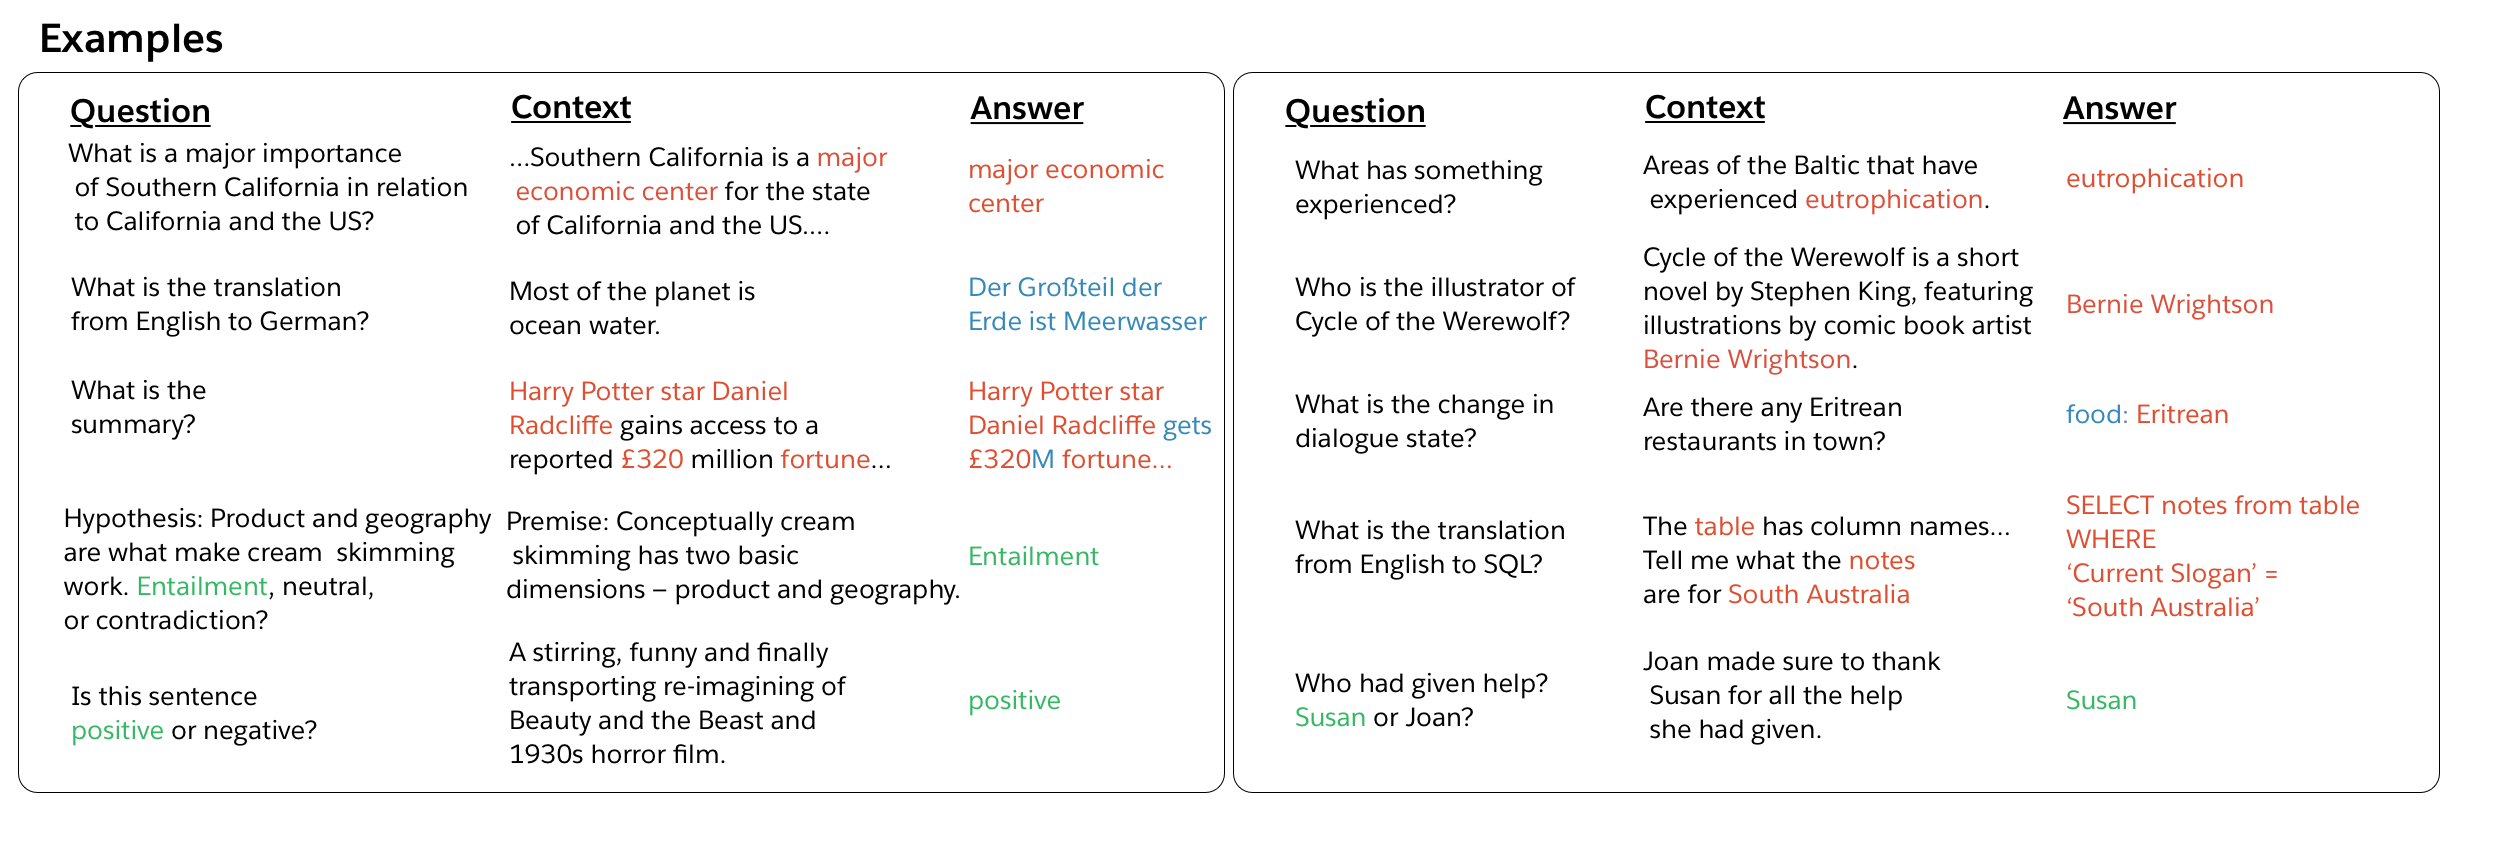 Examples
Question
Context
Answer
What is a major importance
of Southern California in relation
to California and the US?
...Southern California is a major
economic center for the state
of California and the US....
major economic
center
What is the translation
from English to German?
Most of the planet is
ocean water.
Der Großteil der
Erde ist Meerwasser
What is the
summary?
Harry Potter star Daniel
Radcliffe gains access to a
reported £320 million fortune...
Harry Potter star
Daniel Radcliffe gets
£320M fortune...
Hypothesis: Product and geography
are what make cream skimming
work. Entailment, neutral,
or contradiction?
Premise: Conceptually cream
skimming has two basic
dimensions – product and geography.
Entailment
Is this sentence
positive or negative?
A stirring, funny and finally
transporting re-imagining of
Beauty and the Beast and
1930s horror film.
positive
Question
Context
Answer
What has something
experienced?
Areas of the Baltic that have
experienced eutrophication.
eutrophication
Who is the illustrator of
Cycle of the Werewolf?
Cycle of the Werewolf is a short
novel by Stephen King, featuring
illustrations by comic book artist
Bernie Wrightson.
Bernie Wrightson
What is the change in
dialogue state?
Are there any Eritrean
restaurants in town?
food: Eritrean
What is the translation
from English to SQL?
The table has column names...
Tell me what the notes
are for South Australia
SELECT notes from table
WHERE
‘Current Slogan’ =
‘South Australia’
Who had given help?
Susan or Joan?
Joan made sure to thank
Susan for all the help
she had given.
Susan